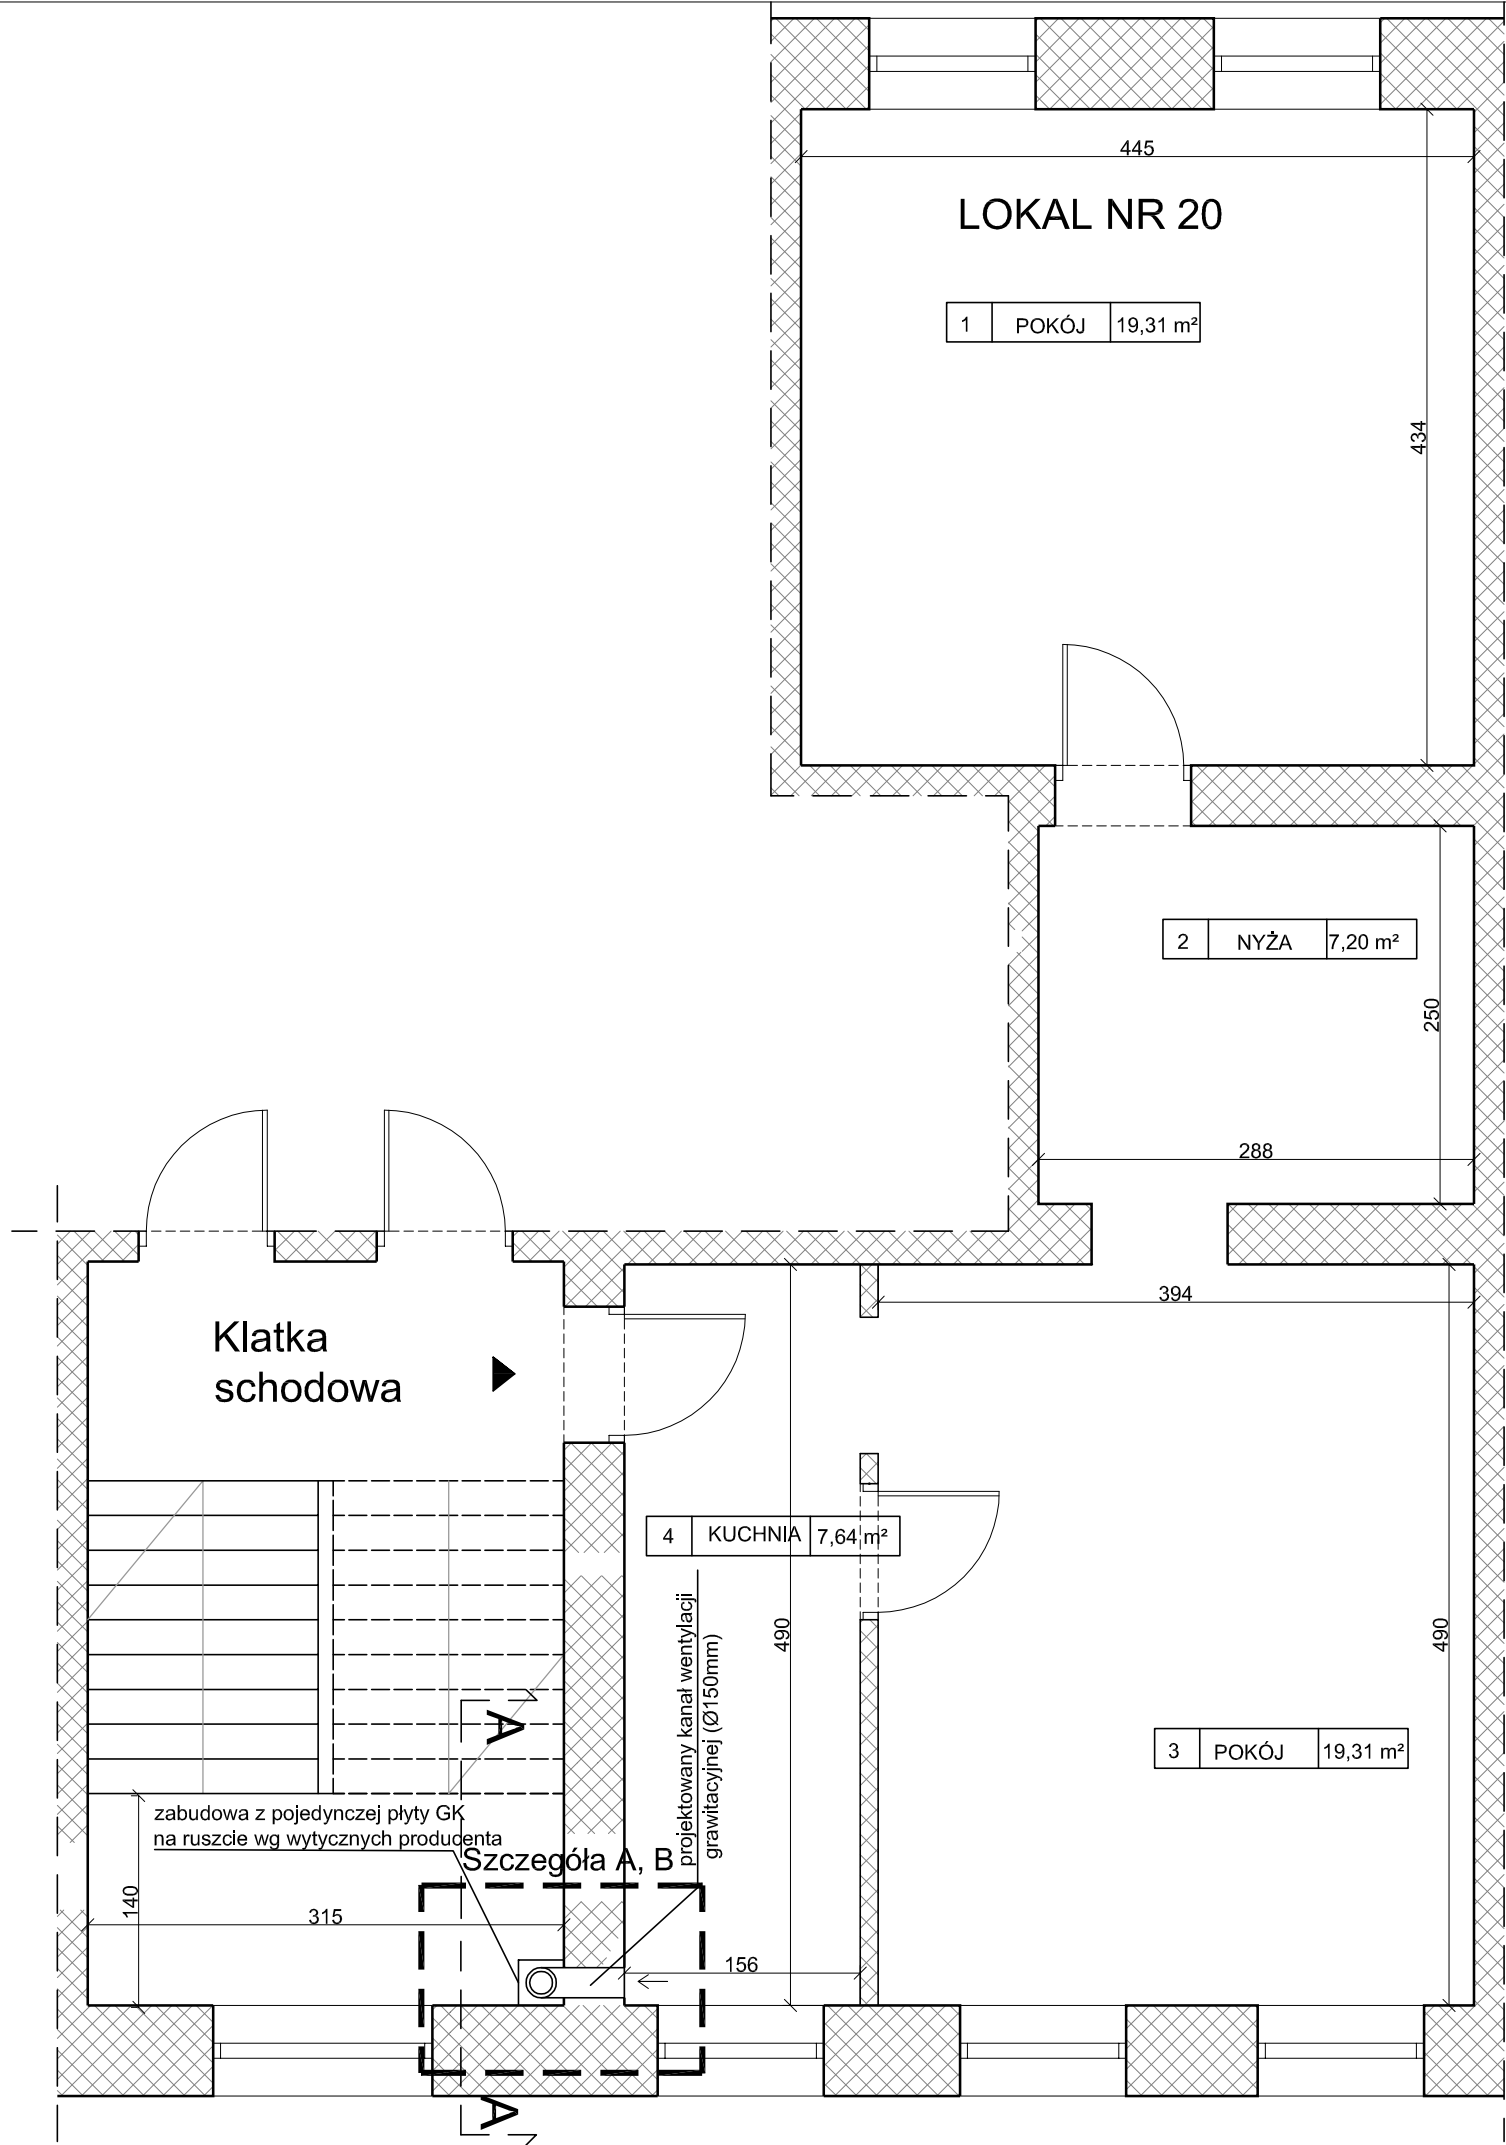 445
LOKAL NR 20
1 POKÓJ 19,31 m²
434
2 NYŻA 7,20 m²
250
288
394
Klatka
schodowa
4 KUCHNIA 7,64 m²
projektowany kanał wentylacji
grawitacyjnej (Ø150mm)
490
490
A
3 POKÓJ 19,31 m²
zabudowa z pojedynczej płyty GK
na ruszcie wg wytycznych producenta
Szczegóła A, B
140
315
156
A